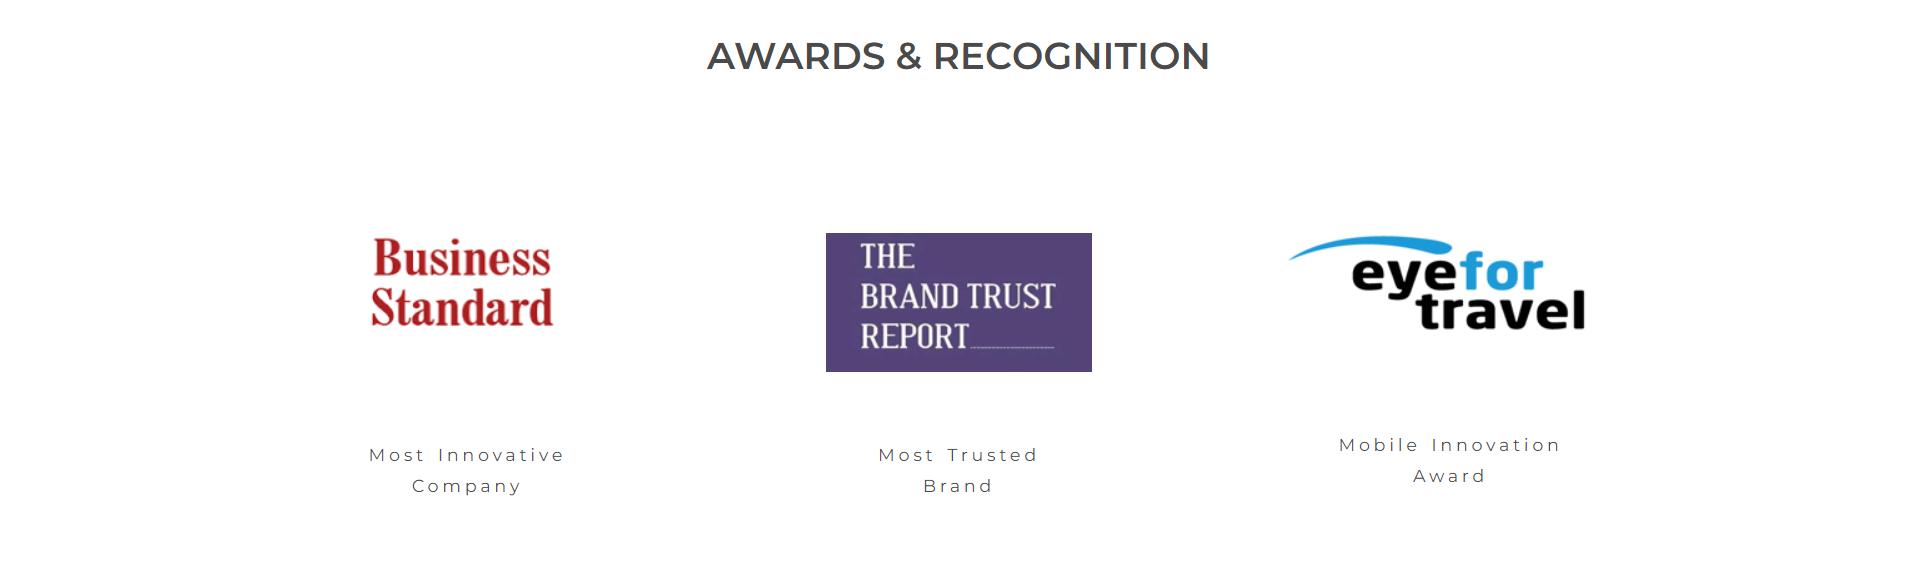 AWARDS & RECOGNITION
Business
Standard
Most Innovative
Company
THE
BRAND TRUST
REPORT
Most Trusted
Brand
eyefor
travel
Mobile Innovation
Award